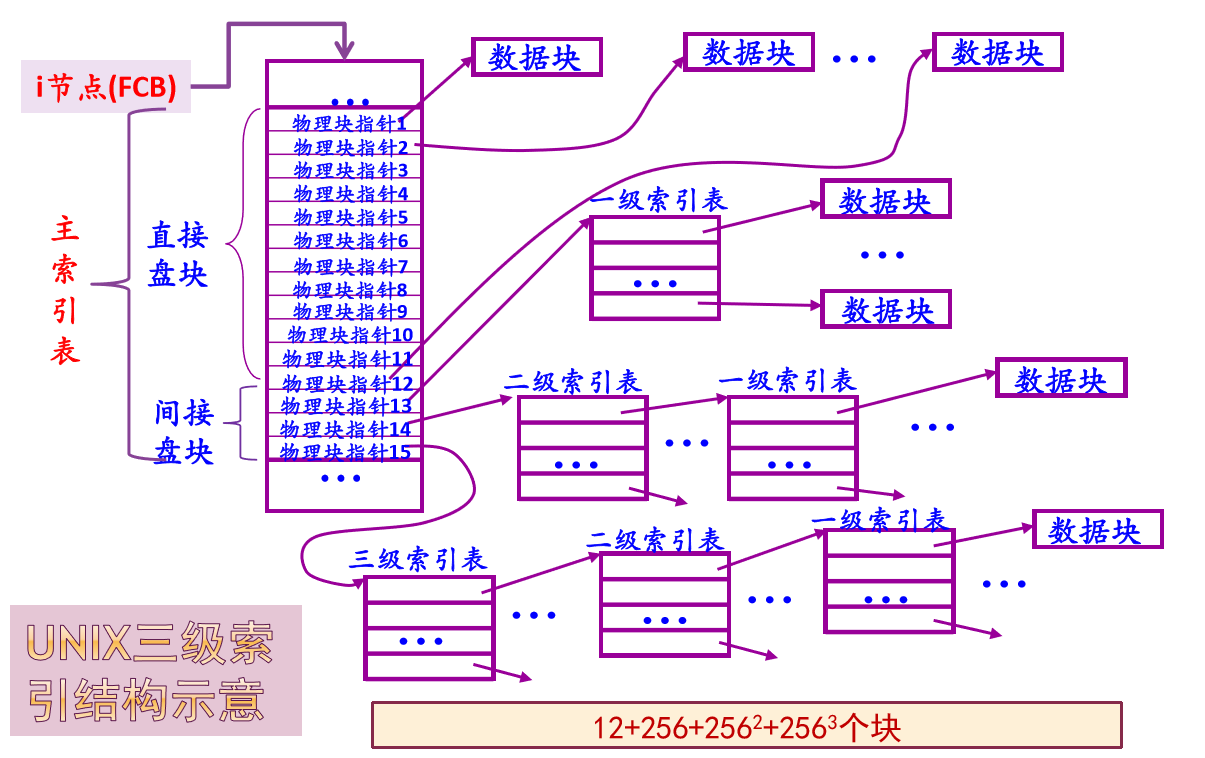 i节点(FCB)
•••
物理块指针1
物理块指针2
物理块指针3
物理块指针4
物理块指针5
物理块指针6
物理块指针7
物理块指针8
物理块指针9
物理块指针10
物理块指针11
物理块指针12
物理块指针13
物理块指针14
物理块指针15
•••
主
索
引
表
直接
盘块
间接
盘块
数据块
数据块
•••
数据块
一级索引表
•••
数据块
•••
数据块
二级索引表
•••
•••
一级索引表
•••
数据块
•••
三级索引表
•••
•••
二级索引表
•••
•••
一级索引表
•••
数据块
•••
UNIX三级索
引结构示意
12+256+256²+256³个块